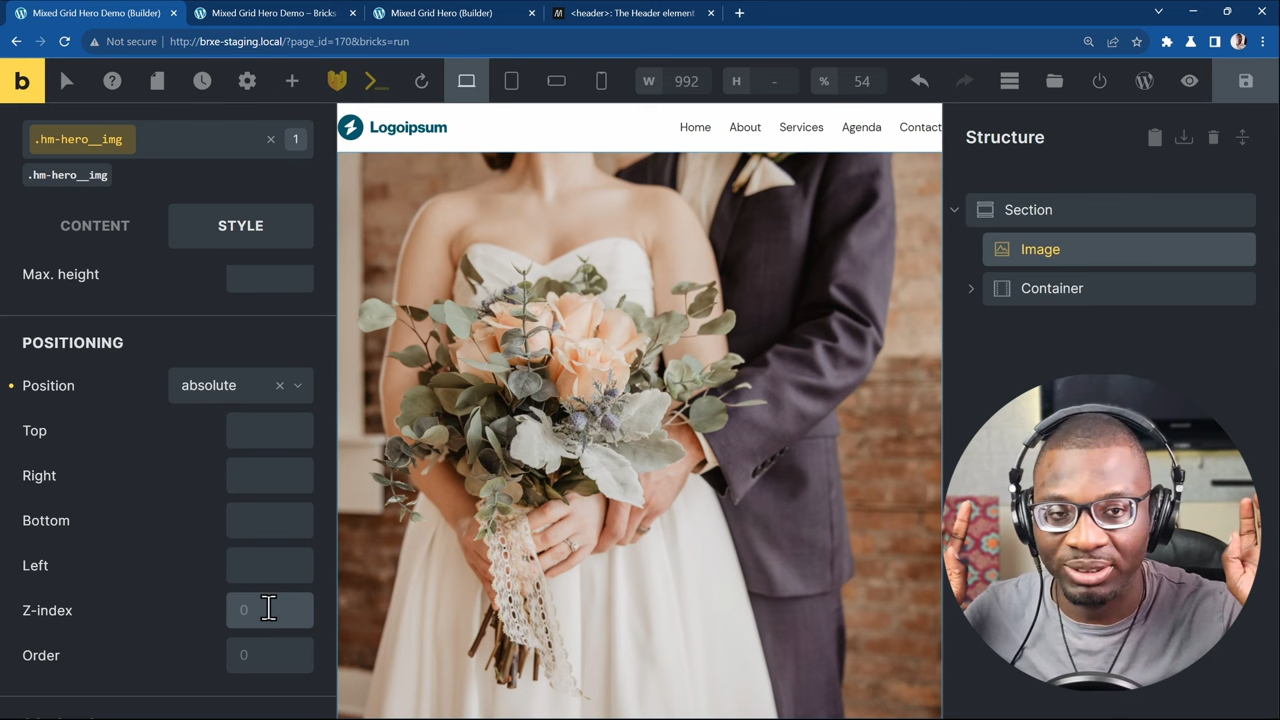 Mixed Grid Hero Demo (Builder)
Mixed Grid Hero Demo – Bricks
Mixed Grid Hero (Builder)
<header>: The Header element
Not secure
http://brxe-staging.local/?page_id=170&bricks=run
b
W 992
H -
% 54
.hm-hero__img
1
.hm-hero__img
CONTENT
STYLE
Max. height
POSITIONING
Position
absolute
Top
Right
Bottom
Left
Z-index
0
Order
0
Logoipsum
Home
About
Services
Agenda
Contact
Structure
Section
Image
Container